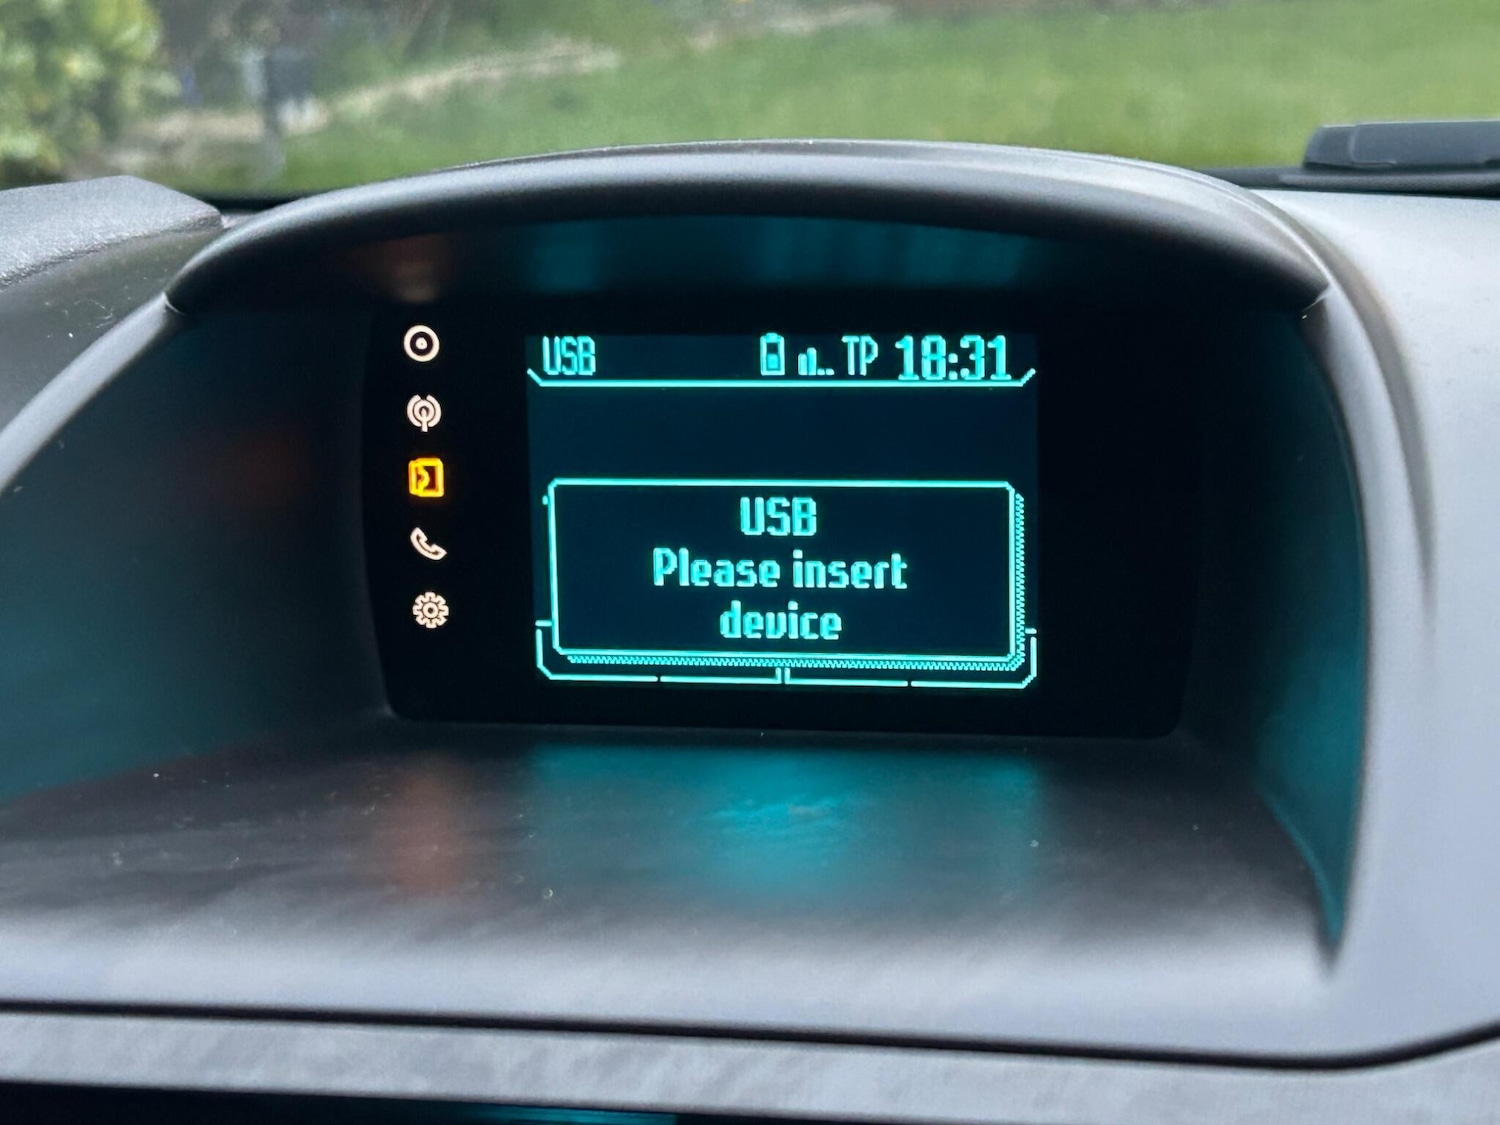 USB TP 18:31
USB
Please insert
device